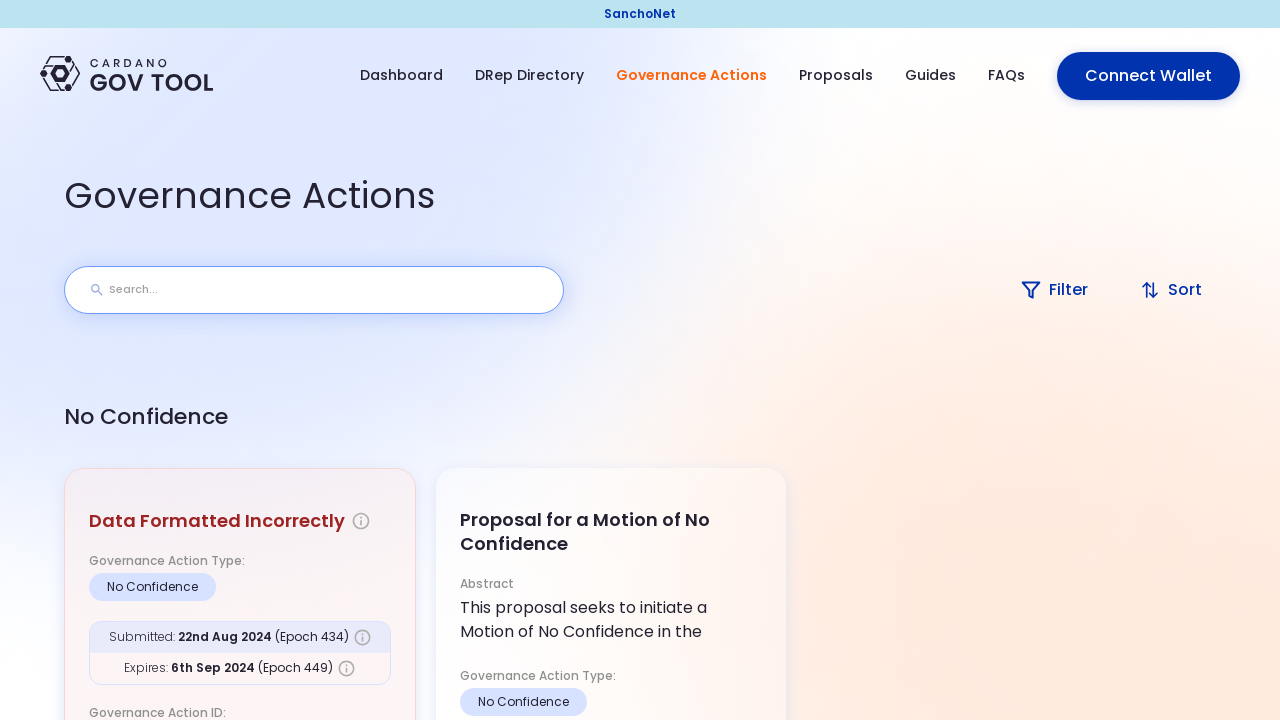 SanchoNet
CARDANO
GOV TOOL
Dashboard
DRep Directory
Governance Actions
Proposals
Guides
FAQs
Connect Wallet
Governance Actions
Search...
Filter
Sort
No Confidence
Data Formatted Incorrectly
Governance Action Type:
No Confidence
Submitted: 22nd Aug 2024 (Epoch 434)
Expires: 6th Sep 2024 (Epoch 449)
Governance Action ID:
Proposal for a Motion of No
Confidence
Abstract
This proposal seeks to initiate a
Motion of No Confidence in the
Governance Action Type:
No Confidence